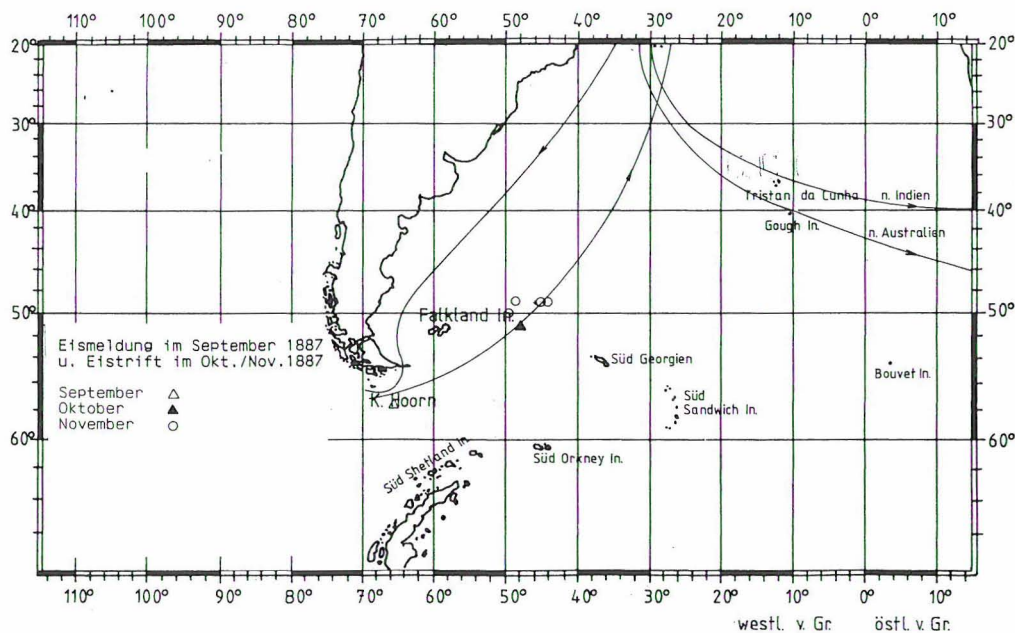 110° 100° 90° 80° 70° 60° 50° 40° 30° 20° 10° 0° 10°
20° 20°
30° 30°
Tristan da Cunha n. Indien
40° 40°
Gough In.
n. Australien
50° Falkland In. 50°
Eismeldung im September 1887
u. Eistrift im Okt./Nov.1887
Süd Georgien
Bouvet In.
September △
Oktober ▲
November ○
K. Hoorn
Süd
Sandwich In.
60° 60°
Süd Shetland In.
Süd Orkney In.
110° 100° 90° 80° 70° 60° 50° 40° 30° 20° 10° 0° 10°
westl. v. Gr. östl. v. Gr.